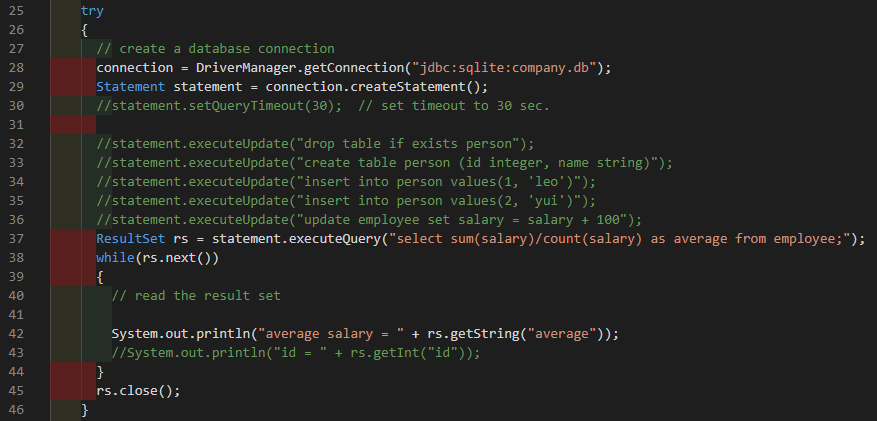 25 try
26 {
27 // create a database connection
28 connection = DriverManager.getConnection("jdbc:sqlite:company.db");
29 Statement statement = connection.createStatement();
30 //statement.setQueryTimeout(30);  // set timeout to 30 sec.
31
32 //statement.executeUpdate("drop table if exists person");
33 //statement.executeUpdate("create table person (id integer, name string)");
34 //statement.executeUpdate("insert into person values(1, 'leo')");
35 //statement.executeUpdate("insert into person values(2, 'yui')");
36 //statement.executeUpdate("update employee set salary = salary + 100");
37 ResultSet rs = statement.executeQuery("select sum(salary)/count(salary) as average from employee;");
38 while(rs.next())
39 {
40 // read the result set
41
42 System.out.println("average salary = " + rs.getString("average"));
43 //System.out.println("id = " + rs.getInt("id"));
44 }
45 rs.close();
46 }